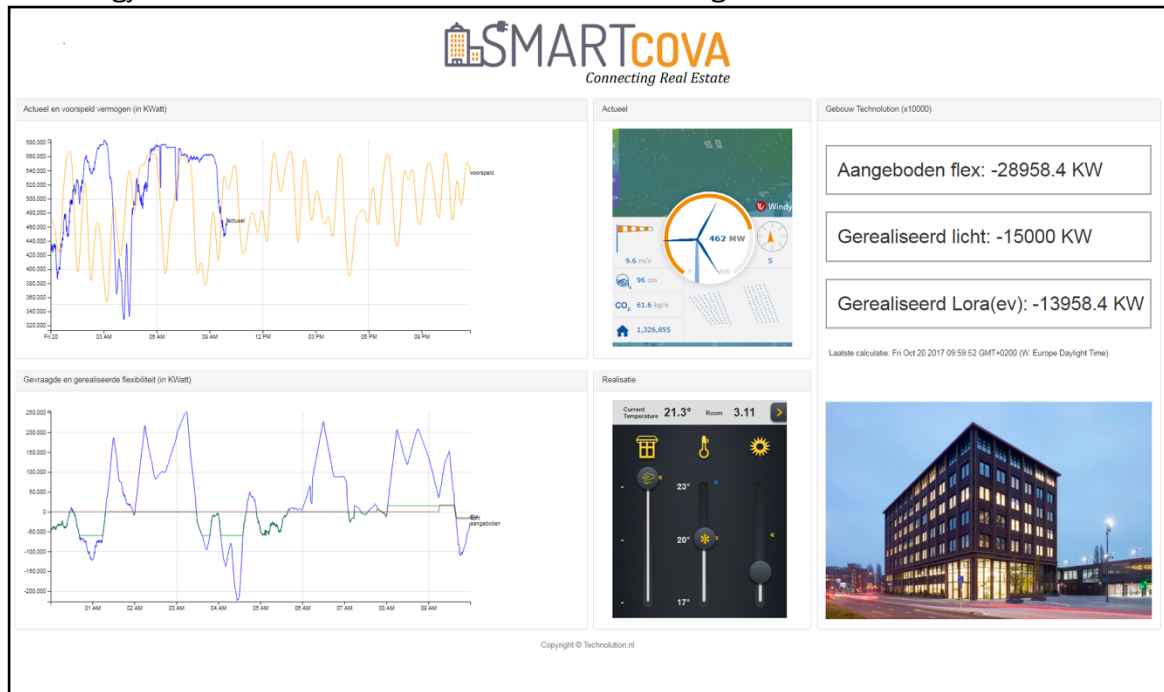 SMARTCOVA
Connecting Real Estate
Actueel en voorspeld vermogen (in KWatt)
580.000
560.000
540.000
520.000
500.000
480.000
460.000
440.000
420.000
400.000
380.000
360.000
340.000
320.000
voorspeld
actueel
Fri 20
03 AM
06 AM
09 AM
12 PM
03 PM
06 PM
09 PM
Actueel
Windy
462 MW
0
600
9.6 m/s
S
96 cm
CO2 61.6 kg/s
1,326,855
Gebouw Technolution (x10000)
Aangeboden flex: -28958.4 KW
Gerealiseerd licht: -15000 KW
Gerealiseerd Lora(ev): -13958.4 KW
Laatste calculatie: Fri Oct 20 2017 09:59:52 GMT+0200 (W. Europe Daylight Time)
Gevraagde en gerealiseerde flexibiliteit (in KWatt)
250.000
200.000
150.000
100.000
50.000
0
-50.000
-100.000
-150.000
-200.000
aangeboden
01 AM
02 AM
03 AM
04 AM
05 AM
06 AM
07 AM
08 AM
09 AM
Realisatie
Current
Temperature
21.3°
Room
3.11
23°
20°
17°
Copyright © Technolution.nl